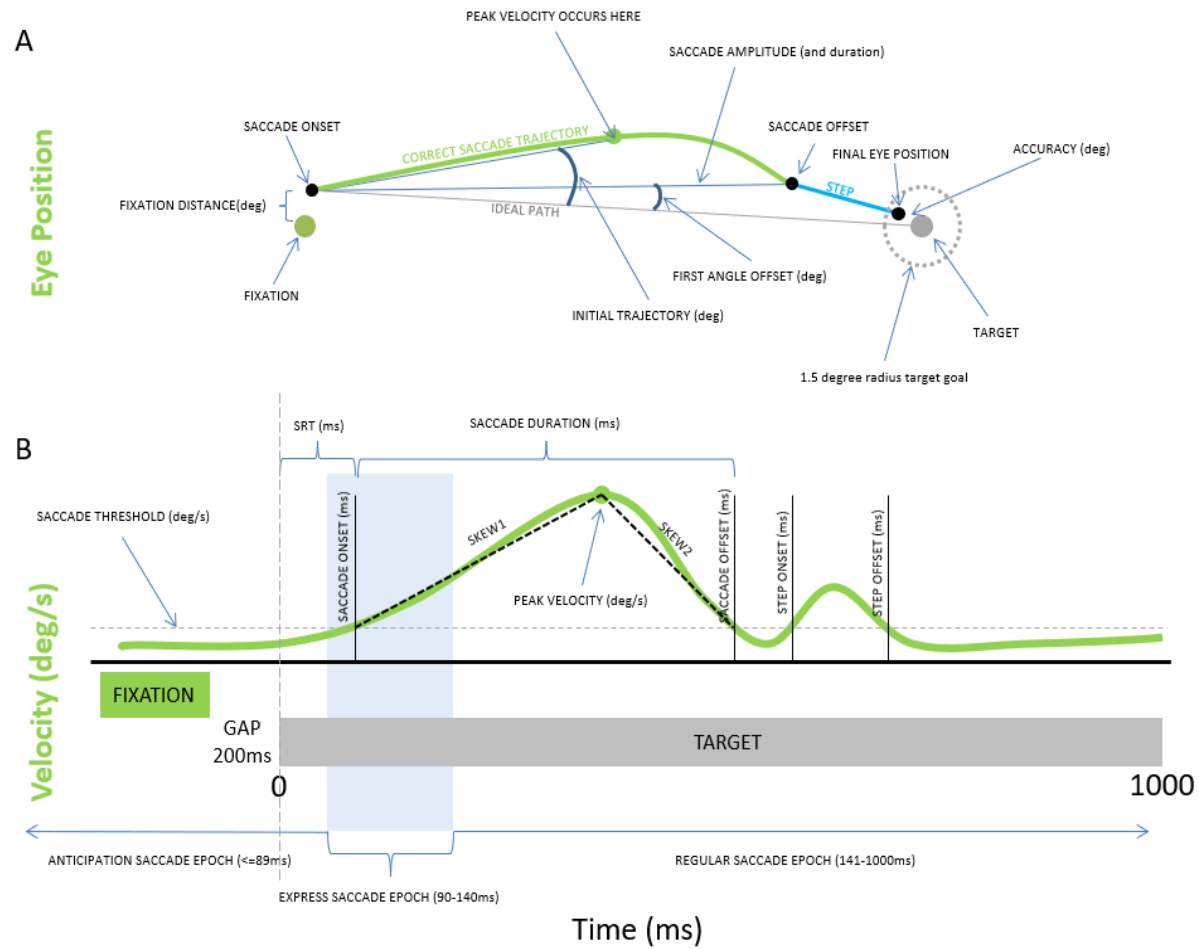 PEAK VELOCITY OCCURS HERE
A
SACCADE AMPLITUDE (and duration)
SACCADE ONSET
SACCADE OFFSET
CORRECT SACCADE TRAJECTORY
FINAL EYE POSITION
ACCURACY (deg)
Eye Position
FIXATION DISTANCE(deg)
STEP
IDEAL PATH
FIRST ANGLE OFFSET (deg)
FIXATION
INITIAL TRAJECTORY (deg)
TARGET
1.5 degree radius target goal
B
SRT (ms)
SACCADE DURATION (ms)
SACCADE THRESHOLD (deg/s)
SACCADE ONSET (ms)
SKEW1
SKEW2
SACCADE OFFSET (ms)
STEP ONSET (ms)
STEP OFFSET (ms)
PEAK VELOCITY (deg/s)
Velocity (deg/s)
FIXATION
GAP
200ms
TARGET
0
1000
ANTICIPATION SACCADE EPOCH (<=89ms)
REGULAR SACCADE EPOCH (141-1000ms)
EXPRESS SACCADE EPOCH (90-140ms)
Time (ms)